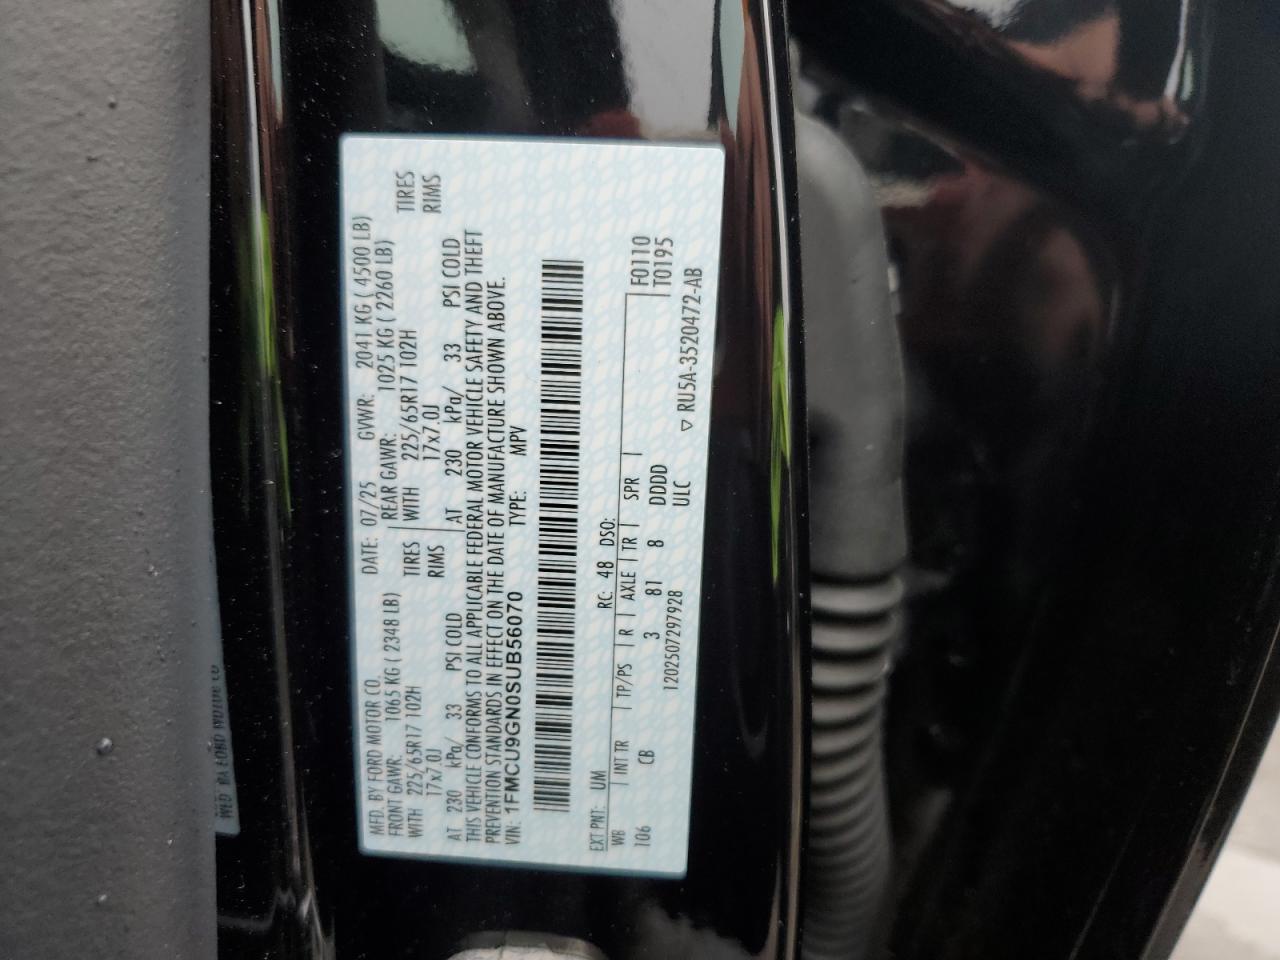 MFD. BY FORD MOTOR CO.
DATE: 07/25 GVWR: 2041 KG ( 4500 LB)
FRONT GAWR: 1065 KG ( 2348 LB) REAR GAWR: 1025 KG ( 2260 LB)
WITH 225/65R17 102H TIRES WITH 225/65R17 102H TIRES
17x7.0J RIMS 17x7.0J RIMS
AT 230 kPa/ 33 PSI COLD AT 230 kPa/ 33 PSI COLD
THIS VEHICLE CONFORMS TO ALL APPLICABLE FEDERAL MOTOR VEHICLE SAFETY AND THEFT
PREVENTION STANDARDS IN EFFECT ON THE DATE OF MANUFACTURE SHOWN ABOVE.
VIN: 1FMCU9GN0SUB56070 TYPE: MPV
EXT PNT: UM RC: 48 DSO:
WB INT TR TP/PS R AXLE TR SPR F0110
106 CB 3 81 8 DDDD T0195
1202507297928 ULC
▽ RU5A-3520472-AB